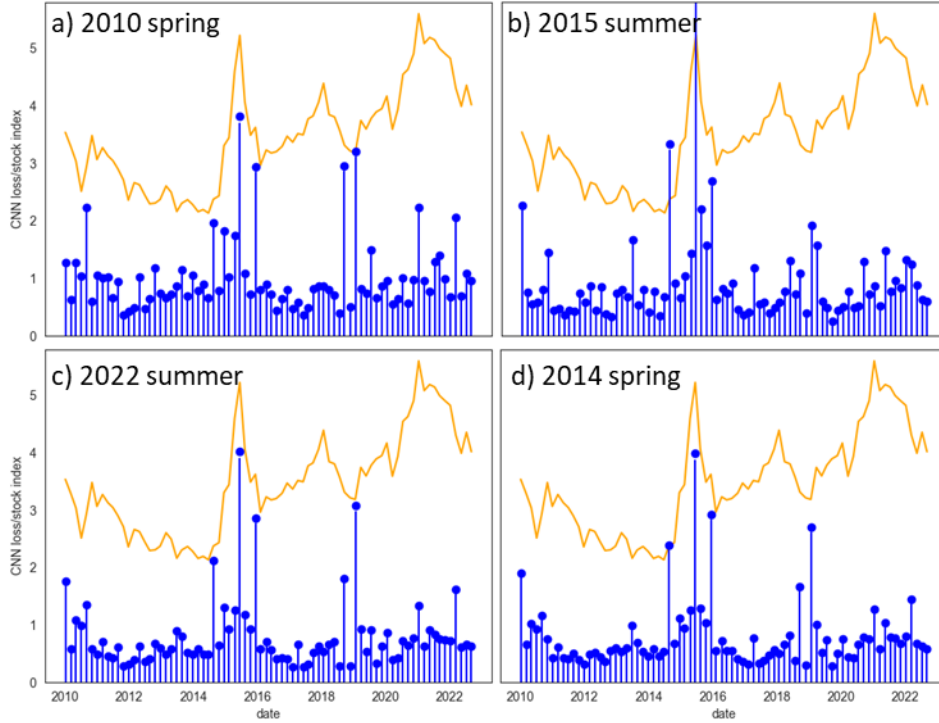 a) 2010 spring
b) 2015 summer
CNN loss/stock index
5
4
3
2
1
0
c) 2022 summer
d) 2014 spring
CNN loss/stock index
5
4
3
2
1
0
2010 2012 2014 2016 2018 2020 2022
date
2010 2012 2014 2016 2018 2020 2022
date